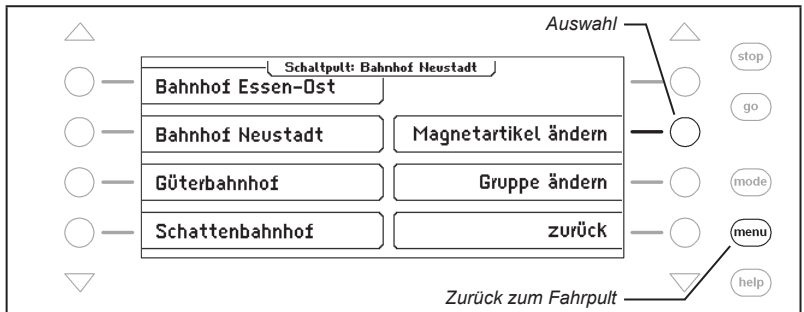 Auswahl
stop
Schaltpult: Bahnhof Neustadt
Bahnhof Essen-Ost
go
Bahnhof Neustadt
Magnetartikel ändern
Güterbahnhof
Gruppe ändern
mode
Schattenbahnhof
zurück
menu
help
Zurück zum Fahrpult